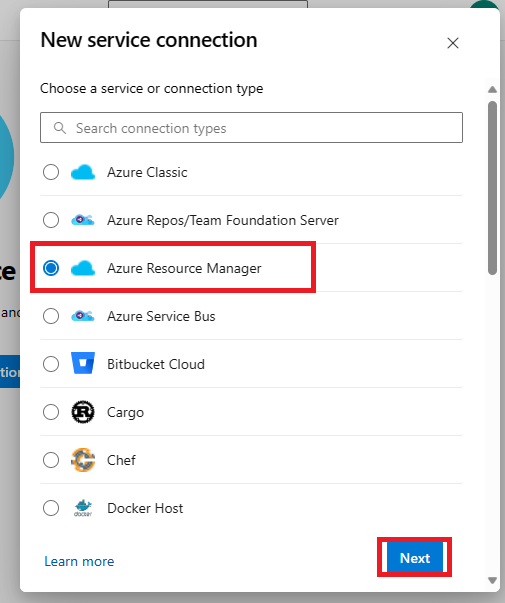 New service connection
Choose a service or connection type
Search connection types
Azure Classic
Azure Repos/Team Foundation Server
Azure Resource Manager
Azure Service Bus
Bitbucket Cloud
Cargo
Chef
Docker Host
Learn more
Next